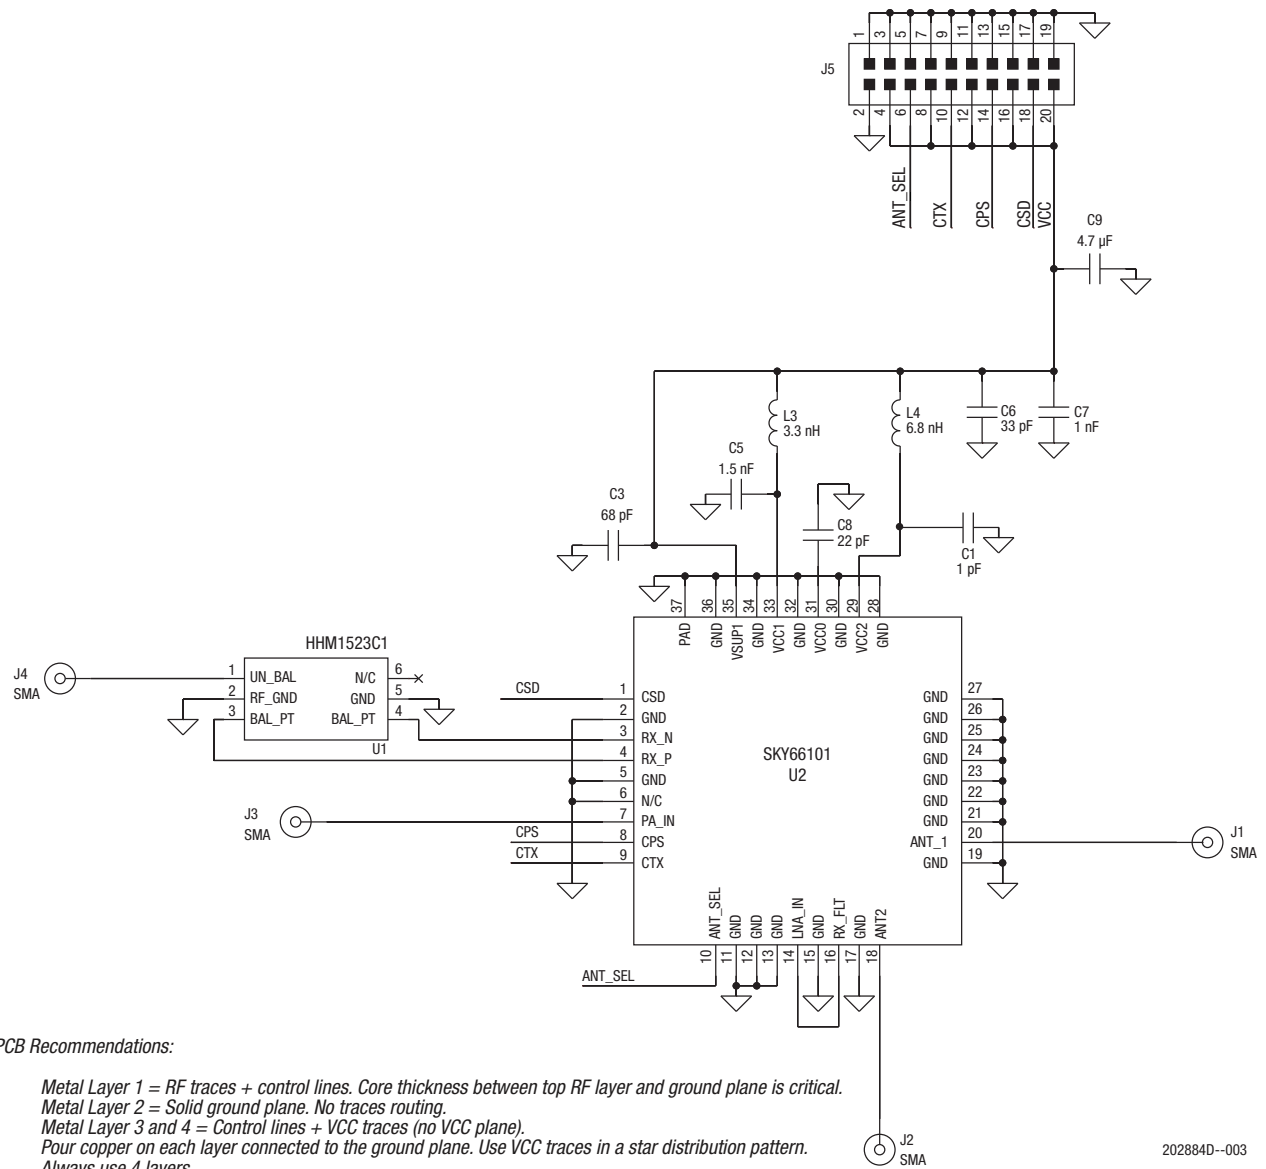 1 3 5 7 9 11 13 15 17 19
J5
2 4 6 8 10 12 14 16 18 20
ANT_SEL
CTX
CPS
CSD
VCC
C9
4.7 µF
L3
3.3 nH
L4
6.8 nH
C6
33 pF
C7
1 nF
C5
1.5 nF
C3
68 pF
C8
22 pF
C1
1 pF
37 36 35 34 33 32 31 30 29 28
PAD
GND
VSUP1
GND
VCC1
GND
VCC0
GND
VCC2
GND
HHM1523C1
J4
SMA
1 UN_BAL N/C 6
2 RF_GND GND 5
3 BAL_PT BAL_PT 4
U1
CSD 1 CSD
2 GND
3 RX_N
4 RX_P
5 GND
6 N/C
J3
SMA
7 PA_IN
CPS 8 CPS
CTX 9 CTX
SKY66101
U2
GND 27
GND 26
GND 25
GND 24
GND 23
GND 22
GND 21
ANT_1 20
GND 19
J1
SMA
ANT_SEL
GND
GND
GND
LNA_IN
GND
RX_FLT
GND
ANT2
10 11 12 13 14 15 16 17 18
ANT_SEL
PCB Recommendations:
Metal Layer 1 = RF traces + control lines. Core thickness between top RF layer and ground plane is critical.
Metal Layer 2 = Solid ground plane. No traces routing.
Metal Layer 3 and 4 = Control lines + VCC traces (no VCC plane).
Pour copper on each layer connected to the ground plane. Use VCC traces in a star distribution pattern.
Always use 4 layers
J2
SMA
202884D--003